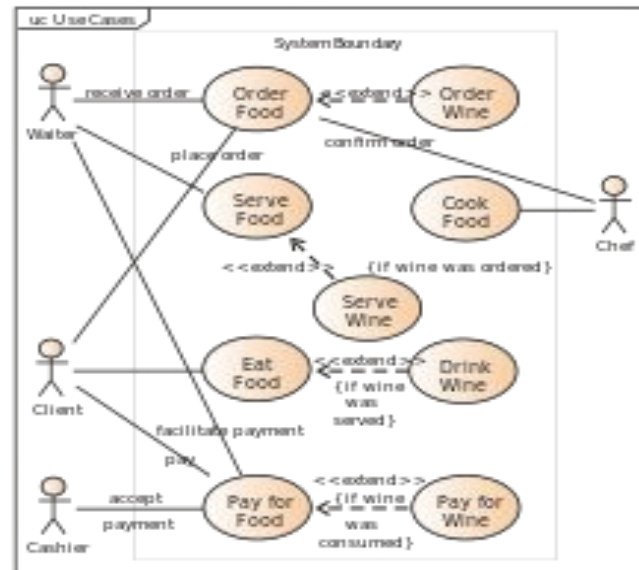 uc UseCases
System Boundary
receive order
Order
Food
<<extend>>
Order
Wine
Waiter
confirm order
place order
Serve
Food
Cook
Food
Chef
<<extend>>
{if wine was ordered}
Serve
Wine
Eat
Food
<<extend>>
Drink
Wine
{if wine
was
served}
Client
facilitate payment
pay
<<extend>>
accept
payment
Pay for
Food
{if wine
was
consumed}
Pay for
Wine
Cashier